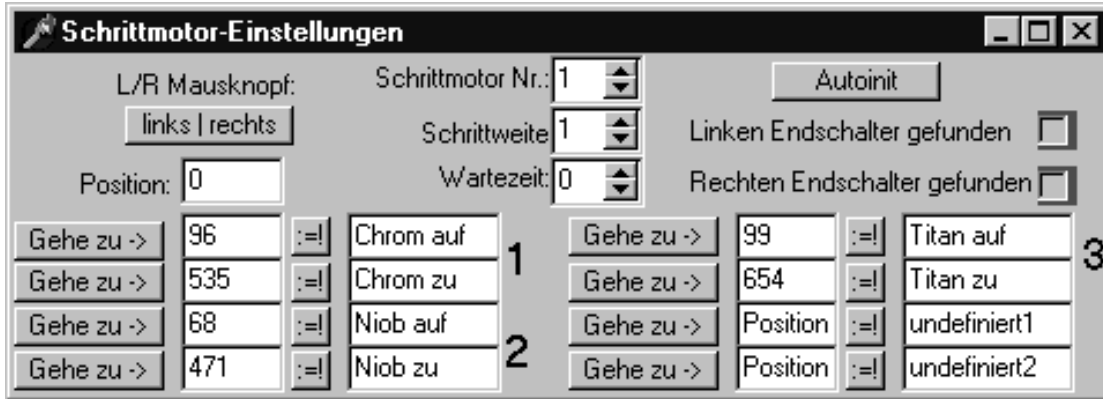 Schrittmotor-Einstellungen
L/R Mausknopf: Schrittmotor Nr.: 1 Autoinit
links | rechts Schrittweite 1 Linken Endschalter gefunden
Position: 0 Wartezeit: 0 Rechten Endschalter gefunden
Gehe zu -> 96 :=! Chrom auf 1 Gehe zu -> 99 :=! Titan auf 3
Gehe zu -> 535 :=! Chrom zu Gehe zu -> 654 :=! Titan zu
Gehe zu -> 68 :=! Niob auf 2 Gehe zu -> Position :=! undefiniert1
Gehe zu -> 471 :=! Niob zu Gehe zu -> Position :=! undefiniert2